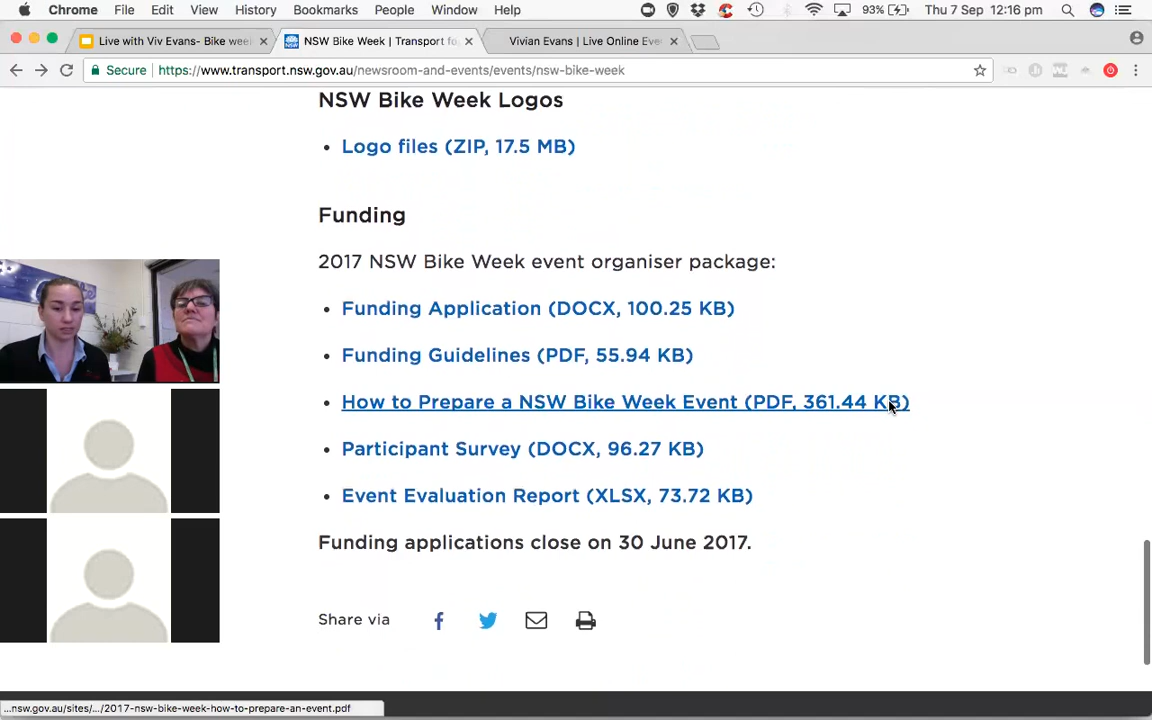 Chrome File Edit View History Bookmarks People Window Help 93% Thu 7 Sep 12:16 pm
Live with Viv Evans- Bike wee
NSW Bike Week | Transport fo
Vivian Evans | Live Online Eve
Secure https://www.transport.nsw.gov.au/newsroom-and-events/events/nsw-bike-week
NSW Bike Week Logos
• Logo files (ZIP, 17.5 MB)
Funding
2017 NSW Bike Week event organiser package:
• Funding Application (DOCX, 100.25 KB)
• Funding Guidelines (PDF, 55.94 KB)
• How to Prepare a NSW Bike Week Event (PDF, 361.44 KB)
• Participant Survey (DOCX, 96.27 KB)
• Event Evaluation Report (XLSX, 73.72 KB)
Funding applications close on 30 June 2017.
Share via
...nsw.gov.au/sites/.../2017-nsw-bike-week-how-to-prepare-an-event.pdf